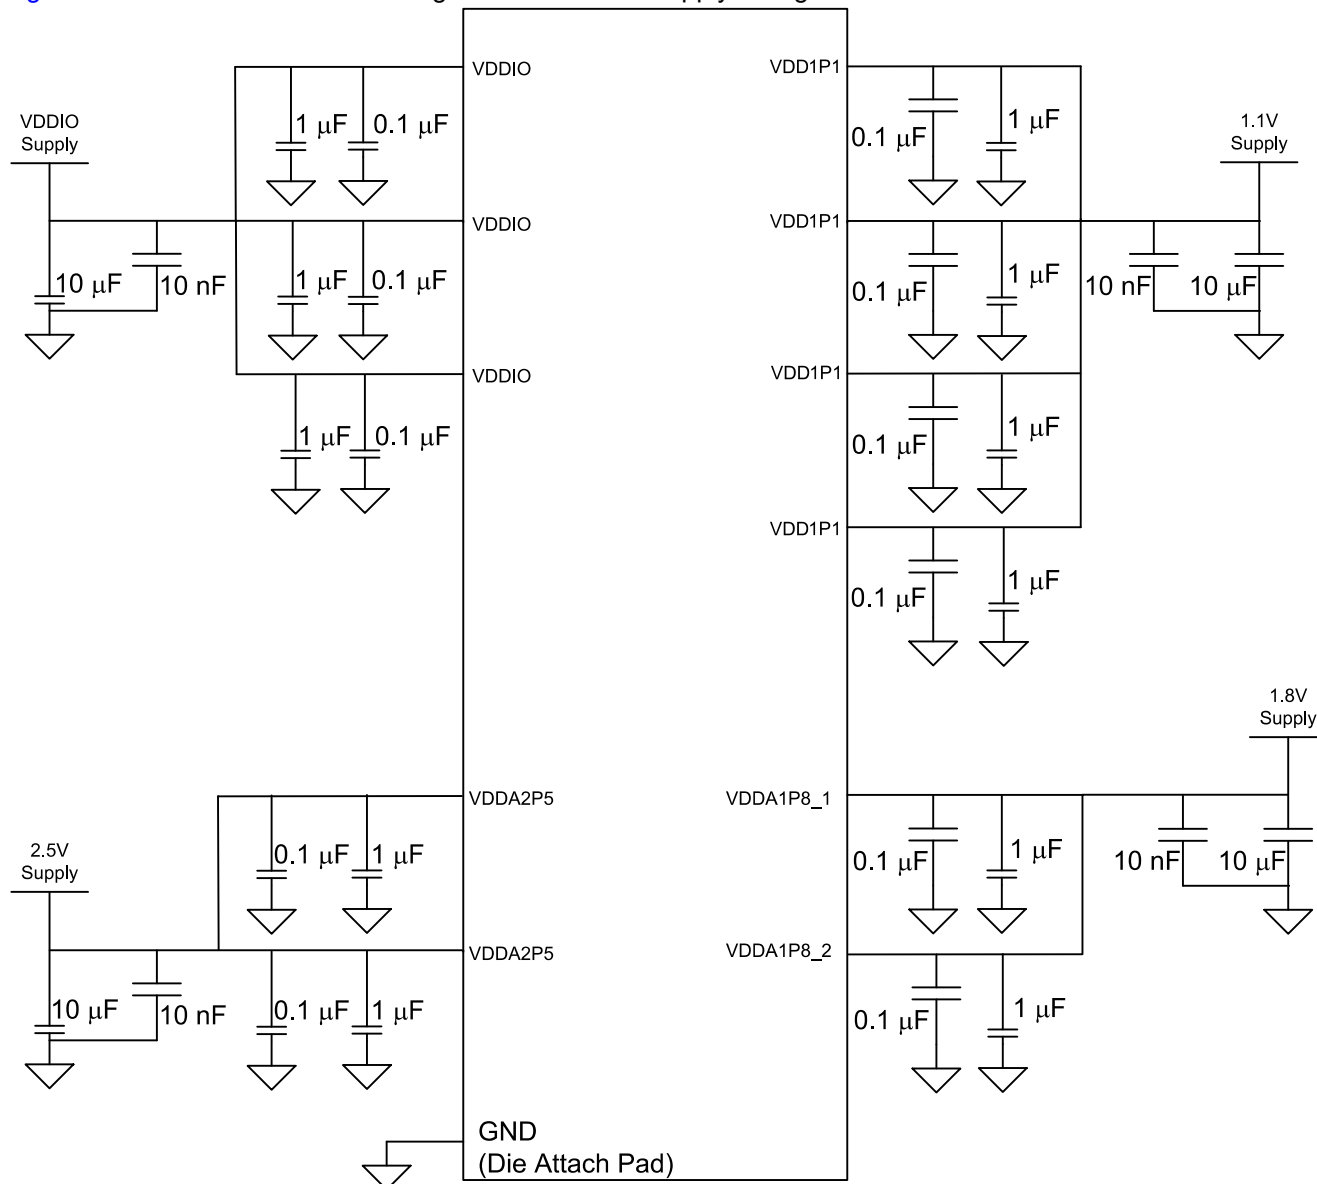 VDDIO
VDD1P1
1 µF
0.1 µF
0.1 µF
1 µF
VDDIO
Supply
1.1V
Supply
VDDIO
VDD1P1
10 µF
10 nF
1 µF
0.1 µF
0.1 µF
1 µF
10 nF
10 µF
VDDIO
VDD1P1
1 µF
0.1 µF
0.1 µF
1 µF
VDD1P1
0.1 µF
1 µF
1.8V
Supply
VDDA2P5
VDDA1P8_1
2.5V
Supply
0.1 µF
1 µF
0.1 µF
1 µF
10 nF
10 µF
VDDA2P5
VDDA1P8_2
10 µF
10 nF
0.1 µF
1 µF
0.1 µF
1 µF
GND
(Die Attach Pad)